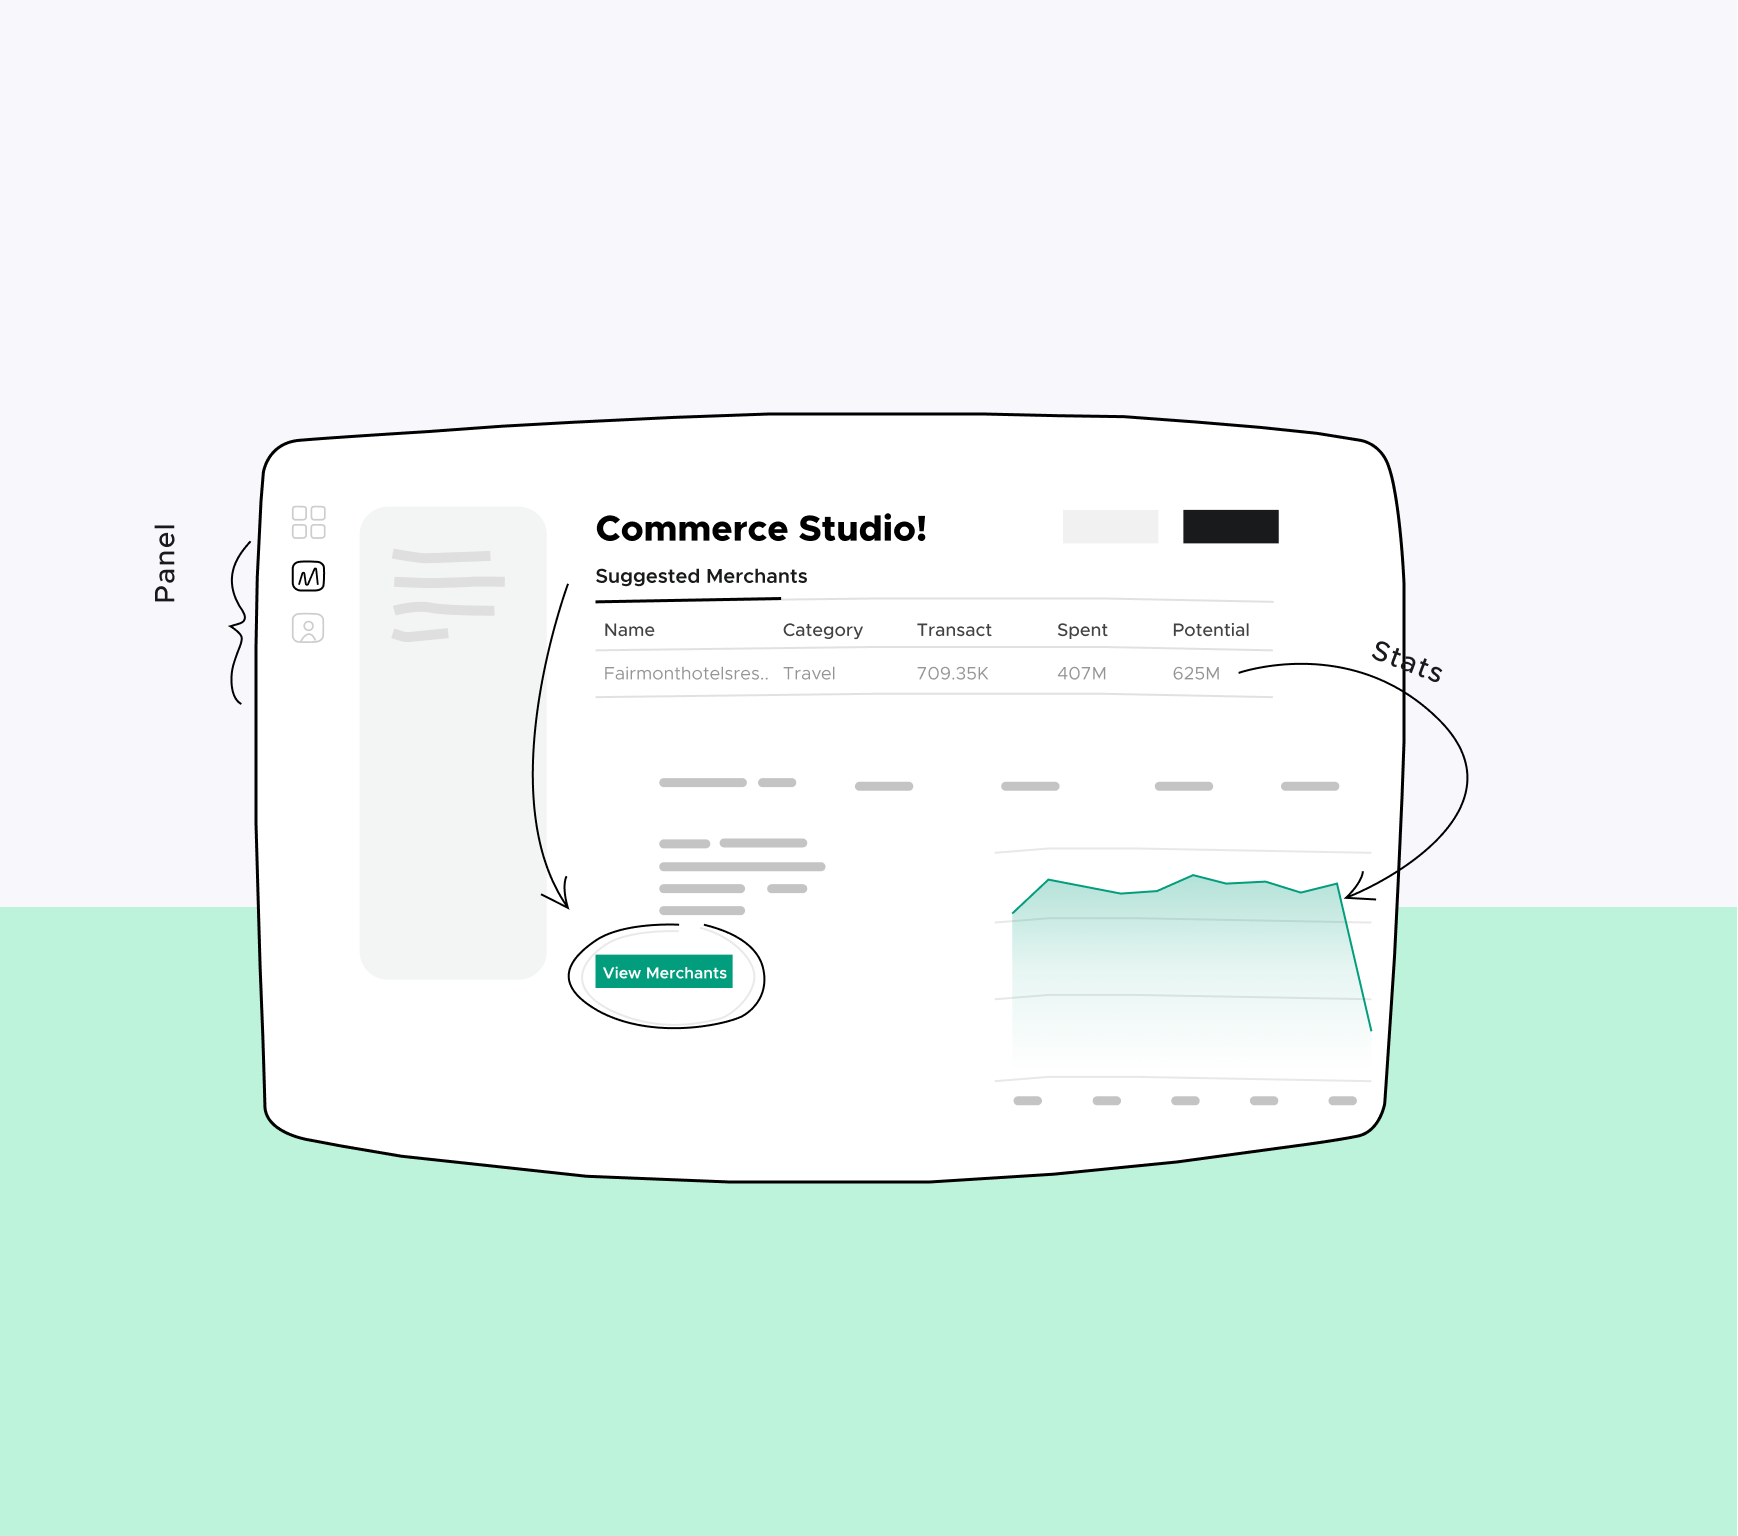 Panel
Commerce Studio!
Suggested Merchants
Name Category Transact Spent Potential
Fairmonthotelsres.. Travel 709.35K 407M 625M
Stats
View Merchants